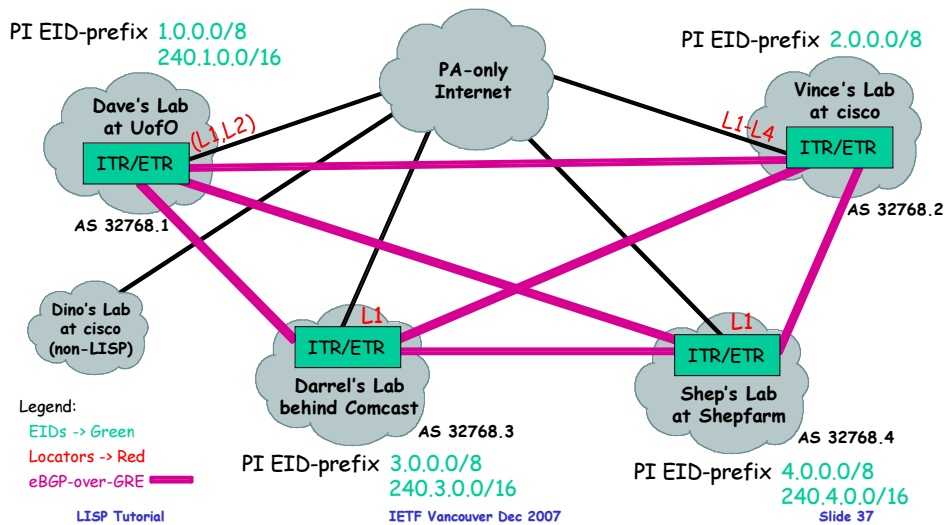 PI EID-prefix 1.0.0.0/8
240.1.0.0/16
PI EID-prefix 2.0.0.0/8
PA-only
Internet
Dave's Lab
at UofO
(L1,L2)
ITR/ETR
AS 32768.1
Vince's Lab
at cisco
L1-L4
ITR/ETR
AS 32768.2
Dino's Lab
at cisco
(non-LISP)
L1
ITR/ETR
Darrel's Lab
behind Comcast
AS 32768.3
PI EID-prefix 3.0.0.0/8
240.3.0.0/16
L1
ITR/ETR
Shep's Lab
at Shepfarm
AS 32768.4
PI EID-prefix 4.0.0.0/8
240.4.0.0/16
Legend:
EIDs -> Green
Locators -> Red
eBGP-over-GRE
LISP Tutorial
IETF Vancouver Dec 2007
Slide 37